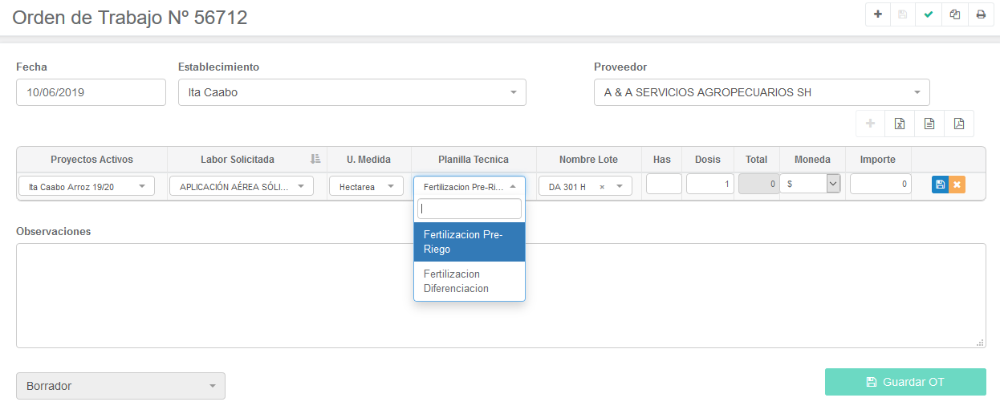 Orden de Trabajo Nº 56712
Fecha
Establecimiento
Proveedor
10/06/2019
Ita Caabo
A & A SERVICIOS AGROPECUARIOS SH
Proyectos Activos Labor Solicitada U. Medida Planilla Tecnica Nombre Lote Has Dosis Total Moneda Importe
Ita Caabo Arroz 19/20 APLICACIÓN AÉREA SÓLI... Hectarea Fertilizacion Pre-Ri... DA 301 H × 1 0 $ 0
Fertilizacion Pre-
Riego
Fertilizacion
Diferenciacion
Observaciones
Borrador
Guardar OT